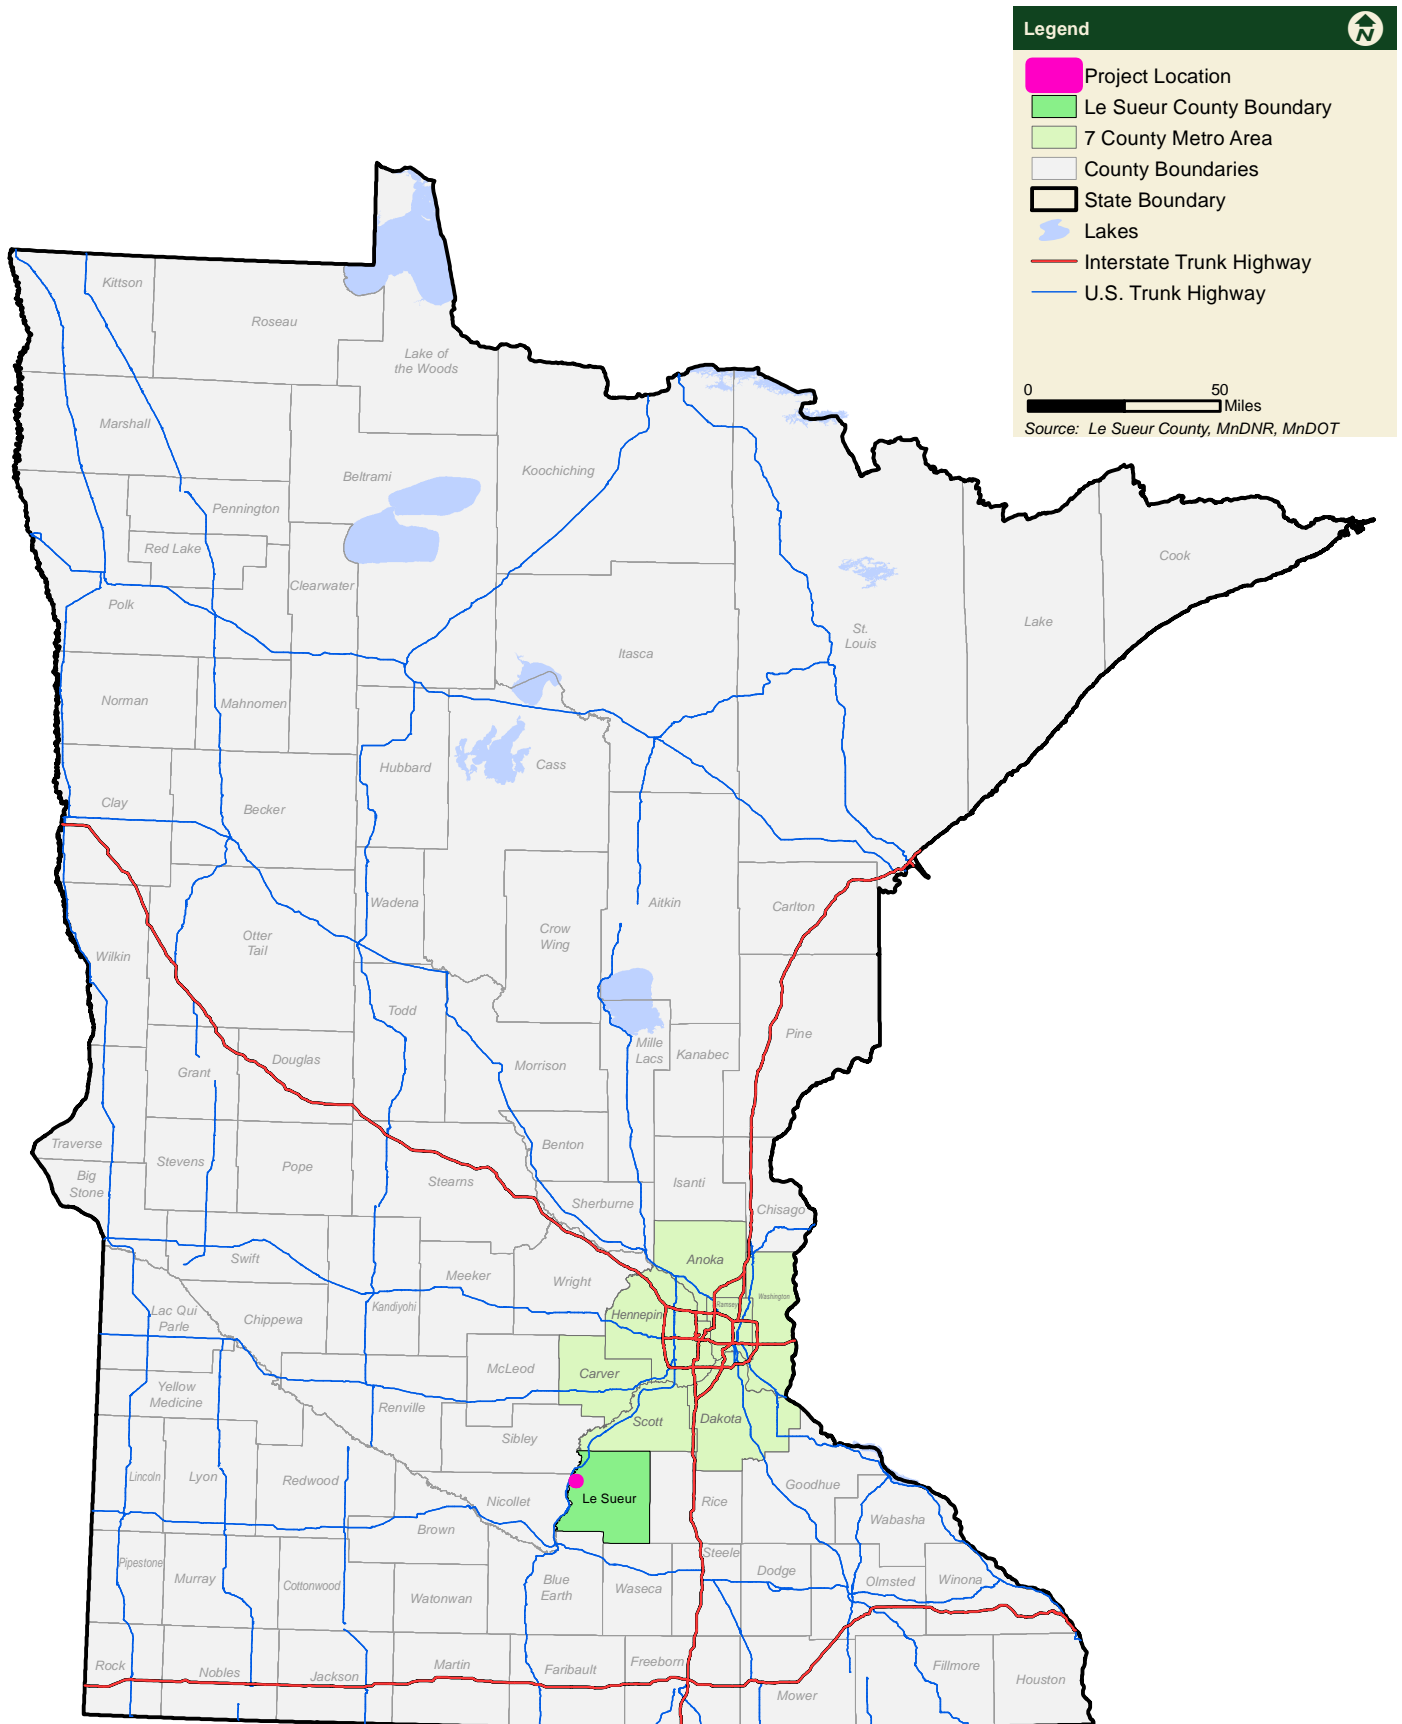 Legend
N
Project Location
Le Sueur County Boundary
7 County Metro Area
County Boundaries
State Boundary
Lakes
Interstate Trunk Highway
U.S. Trunk Highway
0 50
Miles
Source: Le Sueur County, MnDNR, MnDOT
Kittson
Roseau
Lake of
the Woods
Marshall
Beltrami
Koochiching
Pennington
Red Lake
Clearwater
Polk
Cook
Lake
St.
Louis
Itasca
Norman
Mahnomen
Hubbard
Cass
Clay
Becker
Wadena
Aitkin
Carlton
Crow
Wing
Otter
Tail
Wilkin
Todd
Pine
Mille
Lacs
Kanabec
Morrison
Douglas
Grant
Traverse
Benton
Stevens
Pope
Big
Stone
Stearns
Isanti
Sherburne
Chisago
Anoka
Swift
Meeker
Wright
Washington
Ramsey
Hennepin
Kandiyohi
Lac Qui
Parle
Chippewa
McLeod
Carver
Yellow
Medicine
Renville
Scott
Dakota
Sibley
Lincoln
Lyon
Redwood
Nicollet
Le Sueur
Rice
Goodhue
Wabasha
Brown
Steele
Pipestone
Murray
Cottonwood
Watonwan
Blue
Earth
Waseca
Dodge
Olmsted
Winona
Rock
Nobles
Jackson
Martin
Faribault
Freeborn
Mower
Fillmore
Houston